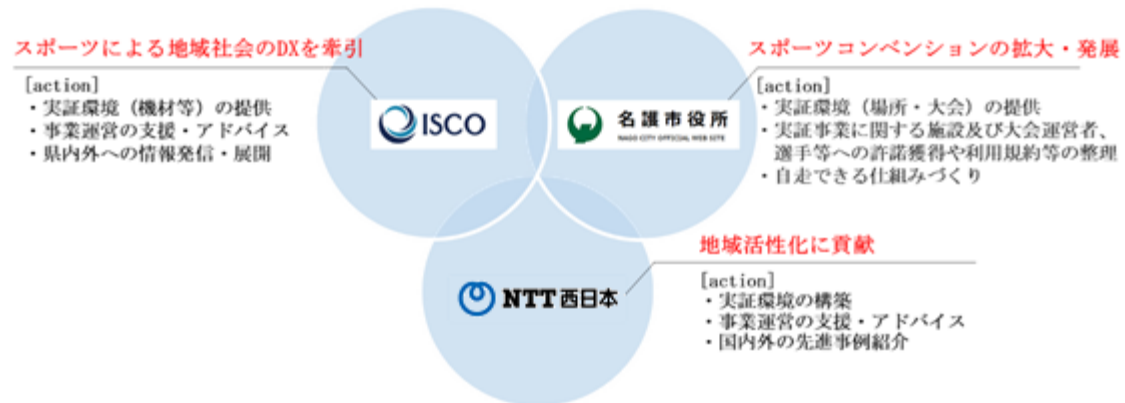 スポーツによる地域社会のDXを牽引
[action]
・実証環境（機材等）の提供
・事業運営の支援・アドバイス
・県内外への情報発信・展開
ISCO
名護市役所
NAGO CITY OFFICIAL WEB SITE
スポーツコンベンションの拡大・発展
[action]
・実証環境（場所・大会）の提供
・実証事業に関する施設及び大会運営者、
選手等への許諾獲得や利用規約等の整理
・自走できる仕組みづくり
NTT西日本
地域活性化に貢献
[action]
・実証環境の構築
・事業運営の支援・アドバイス
・国内外の先進事例紹介